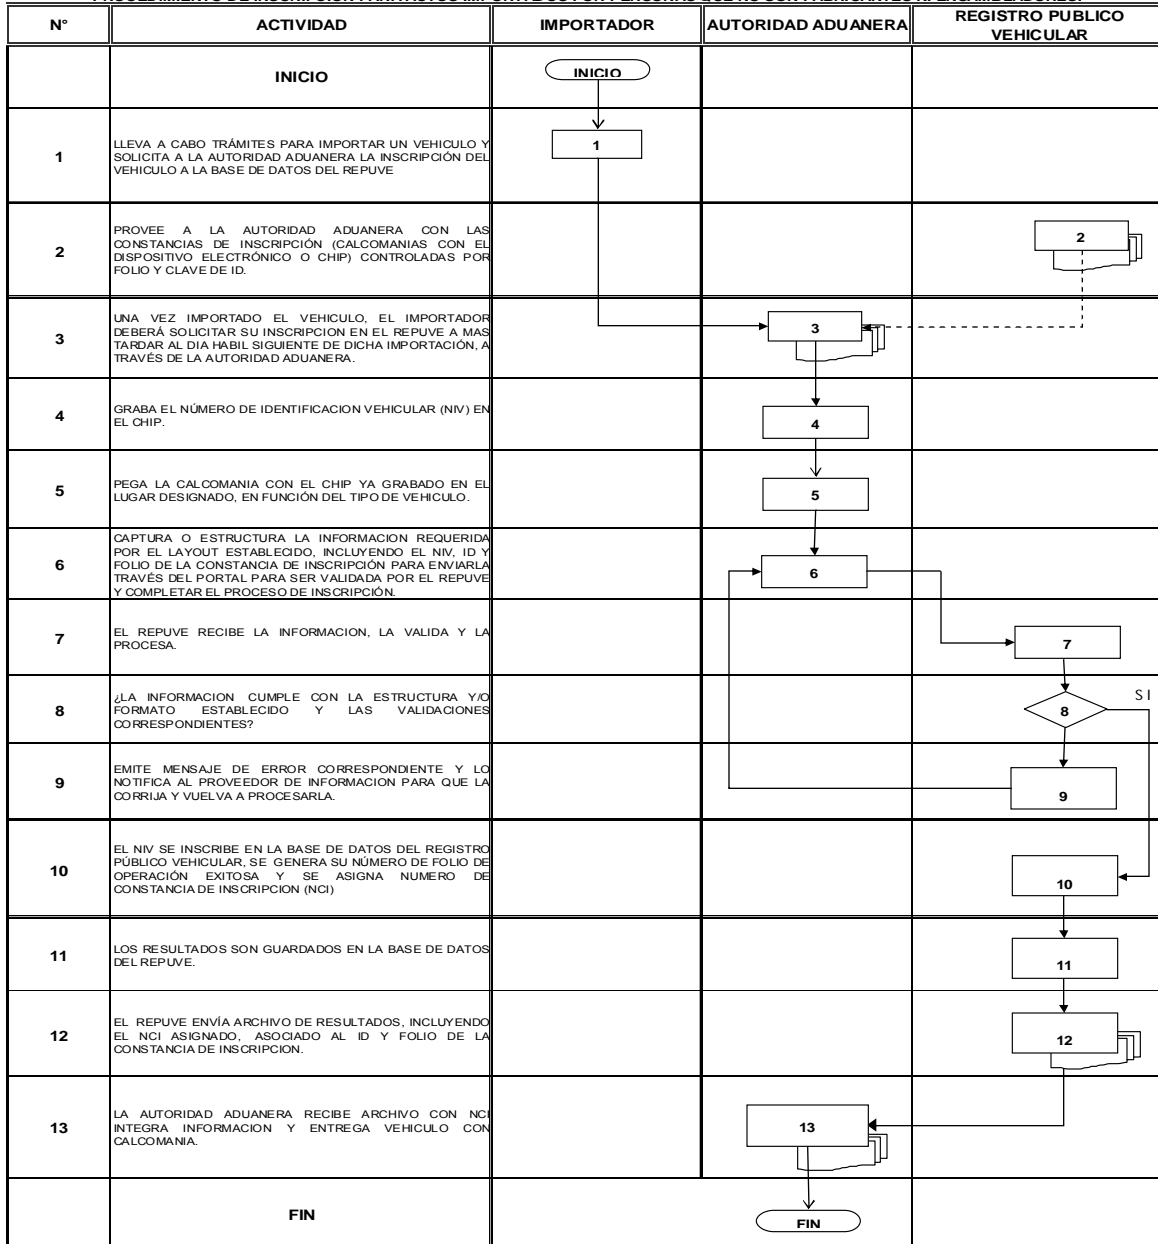 N° ACTIVIDAD IMPORTADOR AUTORIDAD ADUANERA REGISTRO PUBLICO
VEHICULAR
INICIO INICIO
1 LLEVA A CABO TRÁMITES PARA IMPORTAR UN VEHICULO Y
SOLICITA A LA AUTORIDAD ADUANERA LA INSCRIPCIÓN DEL
VEHICULO A LA BASE DE DATOS DEL REPUVE
1
2 PROVEE A LA AUTORIDAD ADUANERA CON LAS
CONSTANCIAS DE INSCRIPCIÓN (CALCOMANIAS CON EL
DISPOSITIVO ELECTRÓNICO O CHIP) CONTROLADAS POR
FOLIO Y CLAVE DE ID.
2
3 UNA VEZ IMPORTADO EL VEHICULO, EL IMPORTADOR
DEBERÁ SOLICITAR SU INSCRIPCION EN EL REPUVE A MAS
TARDAR AL DIA HABIL SIGUIENTE DE DICHA IMPORTACIÓN, A
TRAVÉS DE LA AUTORIDAD ADUANERA.
3
4 GRABA EL NÚMERO DE IDENTIFICACION VEHICULAR (NIV) EN
EL CHIP.
4
5 PEGA LA CALCOMANIA CON EL CHIP YA GRABADO EN EL
LUGAR DESIGNADO, EN FUNCIÓN DEL TIPO DE VEHICULO.
5
6 CAPTURA O ESTRUCTURA LA INFORMACION REQUERIDA
POR EL LAYOUT ESTABLECIDO, INCLUYENDO EL NIV, ID Y
FOLIO DE LA CONSTANCIA DE INSCRIPCIÓN PARA ENVIARLA
TRAVÉS DEL PORTAL PARA SER VALIDADA POR EL REPUVE
Y COMPLETAR EL PROCESO DE INSCRIPCIÓN.
6
7 EL REPUVE RECIBE LA INFORMACION, LA VALIDA Y LA
PROCESA.
7
8 ¿LA INFORMACION CUMPLE CON LA ESTRUCTURA Y/O
FORMATO ESTABLECIDO Y LAS VALIDACIONES
CORRESPONDIENTES?
8 SI
9 EMITE MENSAJE DE ERROR CORRESPONDIENTE Y LO
NOTIFICA AL PROVEEDOR DE INFORMACION PARA QUE LA
CORRIJA Y VUELVA A PROCESARLA.
9
10 EL NIV SE INSCRIBE EN LA BASE DE DATOS DEL REGISTRO
PÚBLICO VEHICULAR, SE GENERA SU NÚMERO DE FOLIO DE
OPERACIÓN EXITOSA Y SE ASIGNA NUMERO DE
CONSTANCIA DE INSCRIPCION (NCI)
10
11 LOS RESULTADOS SON GUARDADOS EN LA BASE DE DATOS
DEL REPUVE.
11
12 EL REPUVE ENVÍA ARCHIVO DE RESULTADOS, INCLUYENDO
EL NCI ASIGNADO, ASOCIADO AL ID Y FOLIO DE LA
CONSTANCIA DE INSCRIPCION.
12
13 LA AUTORIDAD ADUANERA RECIBE ARCHIVO CON NCI
INTEGRA INFORMACION Y ENTREGA VEHICULO CON
CALCOMANIA.
13
FIN FIN